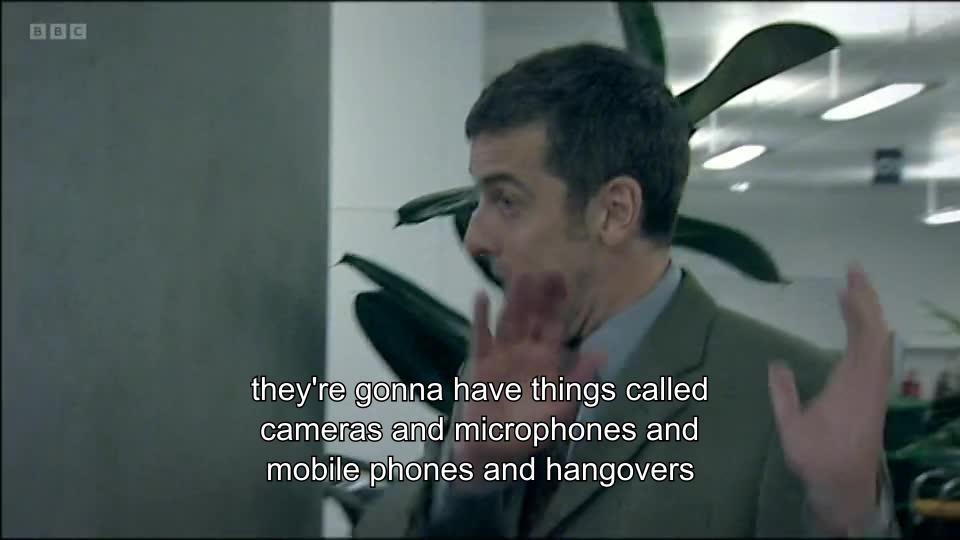 BBC
they're gonna have things called
cameras and microphones and
mobile phones and hangovers